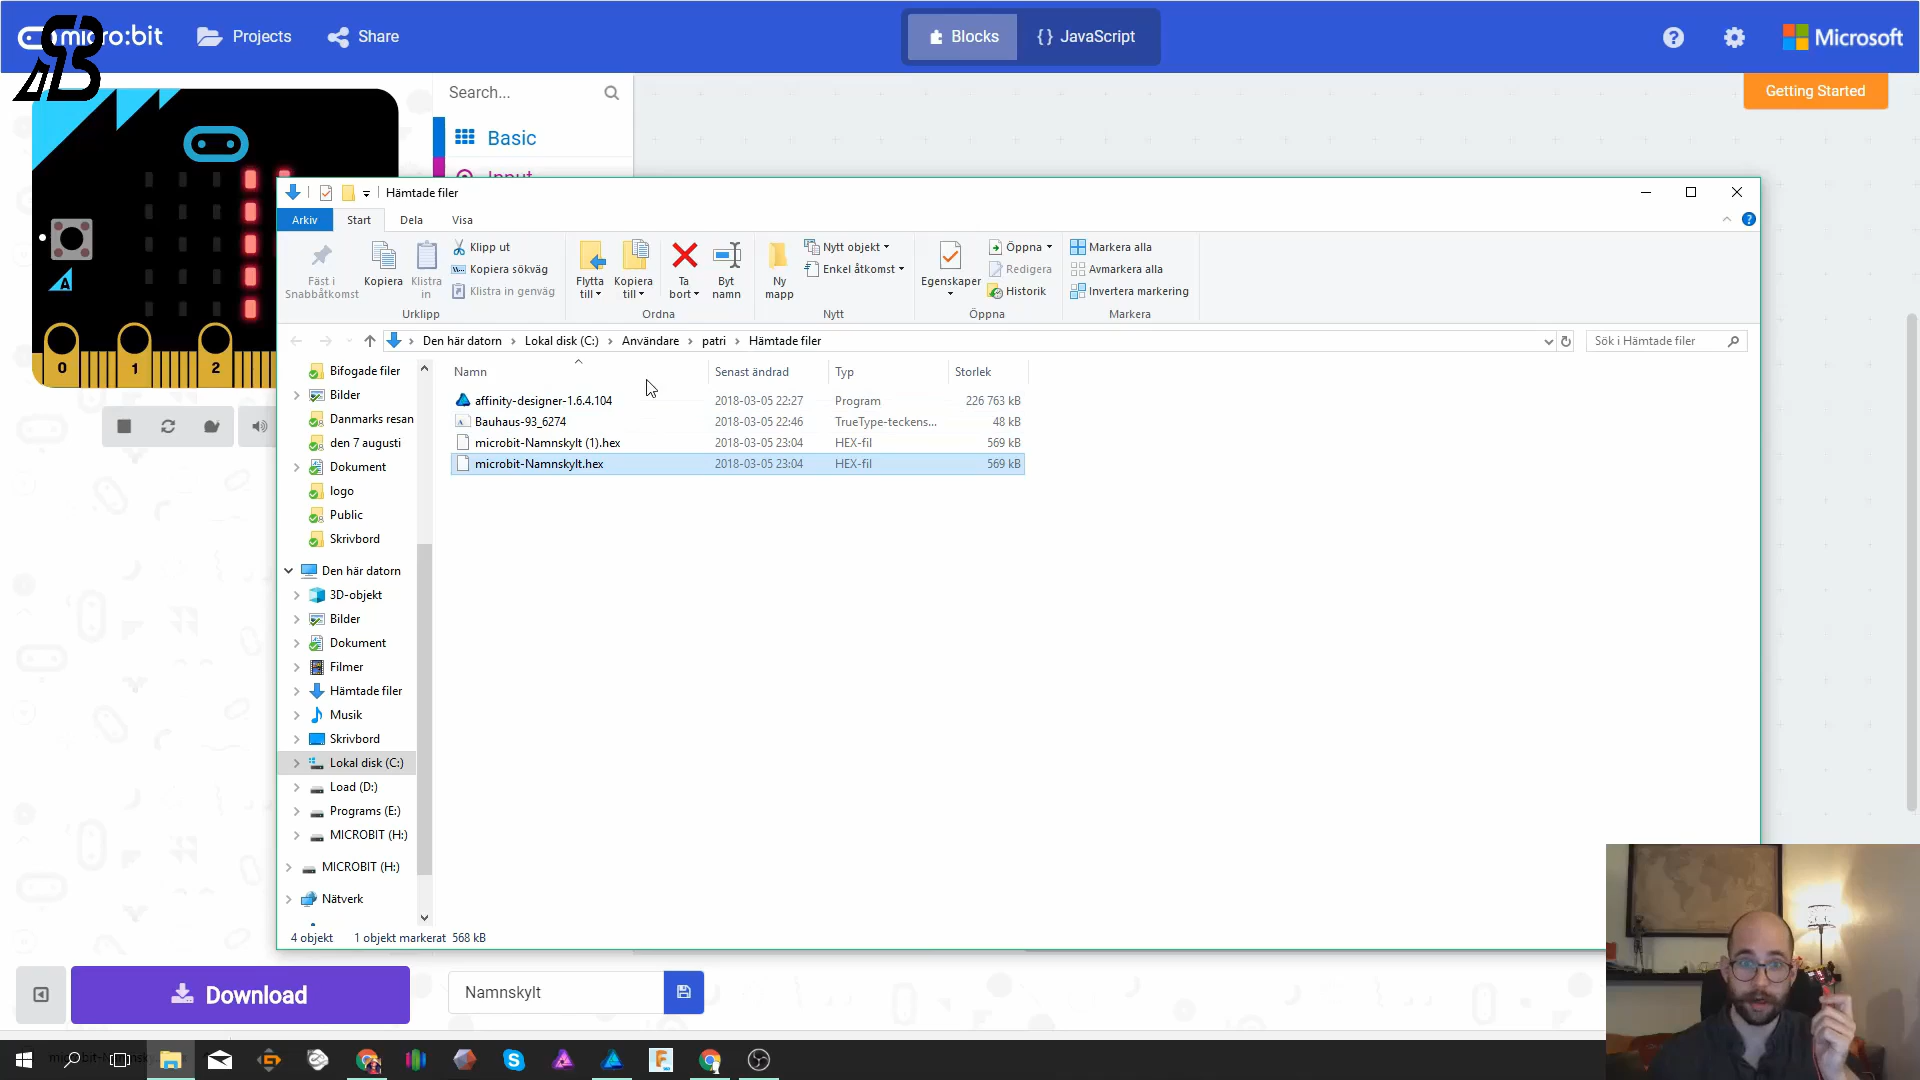 micro:bit Projects Share Blocks {} JavaScript ? Microsoft
SB
Search...
Getting Started
Basic
Input
A
0 1 2
Hämtade filer
Arkiv Start Dela Visa
Fäst i Snabbåtkomst
Kopiera
Klistra in
Klipp ut
Kopiera sökväg
Klistra in genväg
Urklipp
Flytta till
Kopiera till
Ta bort
Byt namn
Ordna
Ny mapp
Nytt objekt
Enkel åtkomst
Nytt
Egenskaper
Öppna
Redigera
Historik
Öppna
Markera alla
Avmarkera alla
Invertera markering
Markera
Den här datorn > Lokal disk (C:) > Användare > patri > Hämtade filer
Sök i Hämtade filer
Bifogade filer
Bilder
Danmarks resan
den 7 augusti
Dokument
logo
Public
Skrivbord
Den här datorn
3D-objekt
Bilder
Dokument
Filmer
Hämtade filer
Musik
Skrivbord
Lokal disk (C:)
Load (D:)
Programs (E:)
MICROBIT (H:)
MICROBIT (H:)
Nätverk
Namn Senast ändrad Typ Storlek
affinity-designer-1.6.4.104 2018-03-05 22:27 Program 226 763 kB
Bauhaus-93_6274 2018-03-05 22:46 TrueType-teckens... 48 kB
microbit-Namnskylt (1).hex 2018-03-05 23:04 HEX-fil 569 kB
microbit-Namnskylt.hex 2018-03-05 23:04 HEX-fil 569 kB
4 objekt 1 objekt markerat 568 kB
Download
Namnskylt